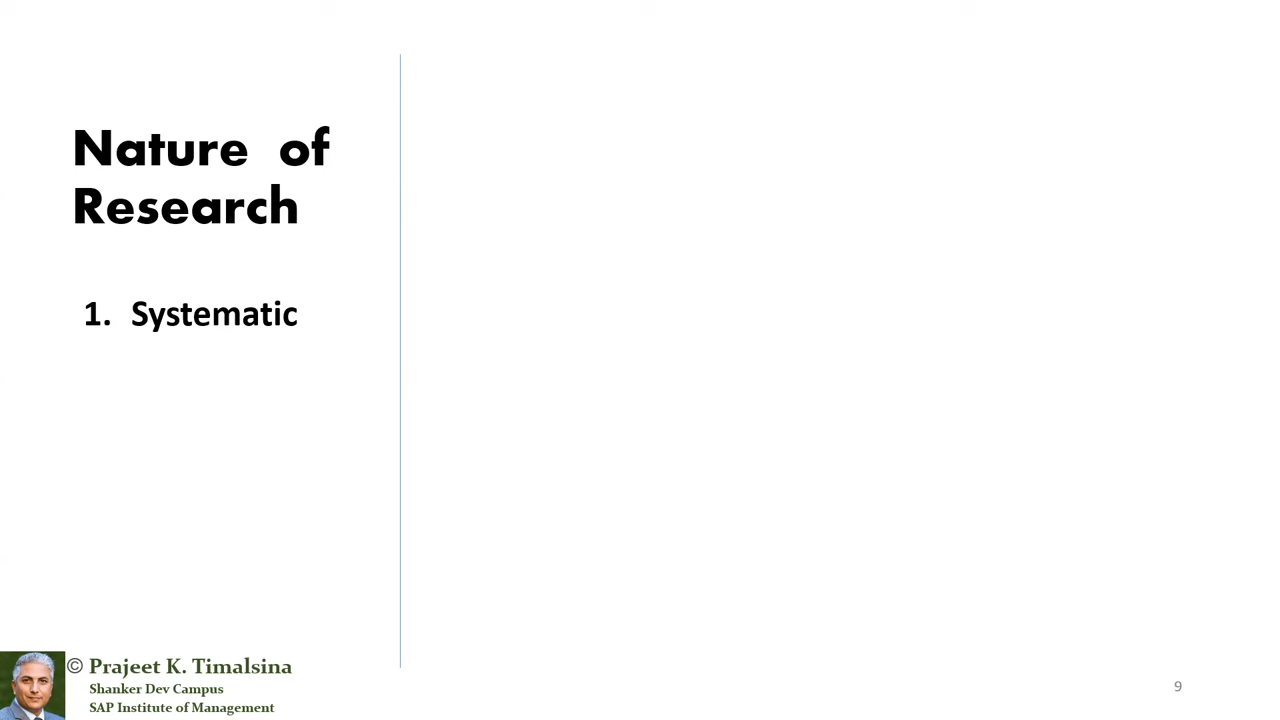 Nature of
Research
1. Systematic
© Prajeet K. Timalsina
Shanker Dev Campus
SAP Institute of Management
9